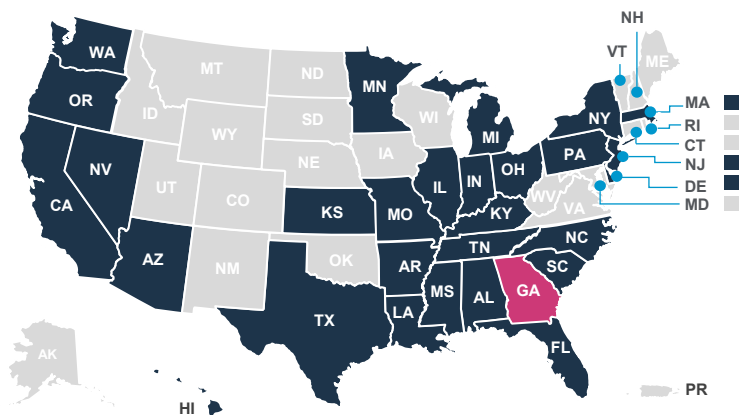 NH
VT
WA
ME
MT
ND
MN
OR
ID
SD
WI
MI
NY
MA
RI
CT
WY
NJ
PA
IA
NE
NV
OH
IL
IN
DE
UT
CO
WV
VA
MD
CA
KS
MO
KY
NC
TN
AZ
NM
OK
AR
SC
MS
AL
GA
LA
TX
FL
AK
PR
HI